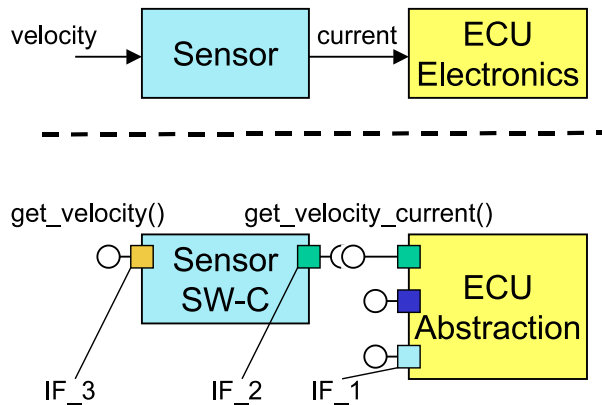 velocity
Sensor
current
ECU
Electronics
get_velocity()
get_velocity_current()
Sensor
SW-C
ECU
Abstraction
IF_3
IF_2
IF_1